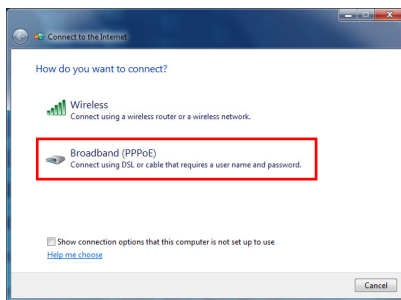 Connect to the Internet
How do you want to connect?
Wireless
Connect using a wireless router or a wireless network.
Broadband (PPPoE)
Connect using DSL or cable that requires a user name and password.
Show connection options that this computer is not set up to use
Help me choose
Cancel